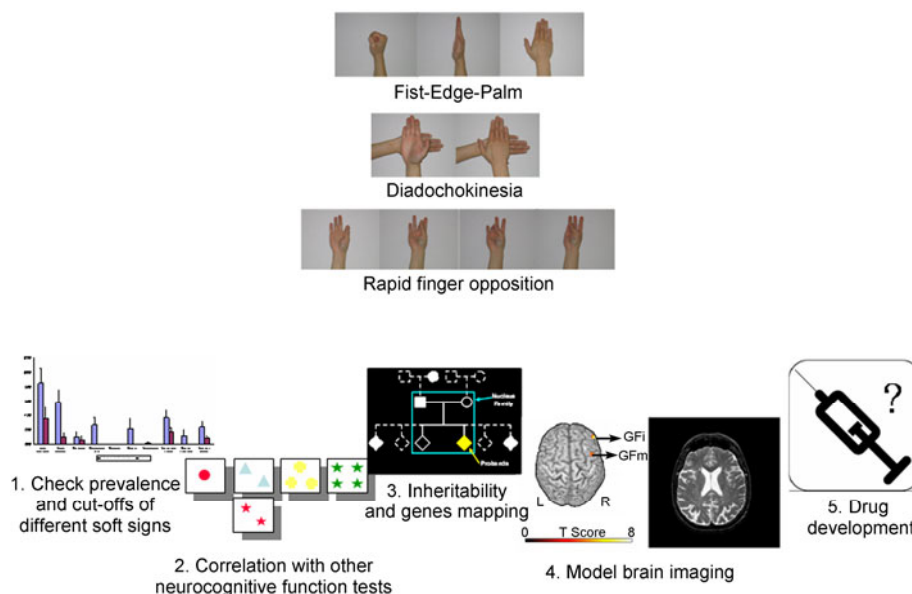 Fist-Edge-Palm
Diadochokinesia
Rapid finger opposition
1. Check prevalence
and cut-offs of
different soft signs
2. Correlation with other
neurocognitive function tests
Nuclear
Family
Probands
3. Inheritability
and genes mapping
GFi
GFm
L
R
0 T Score 8
4. Model brain imaging
?
5. Drug
development